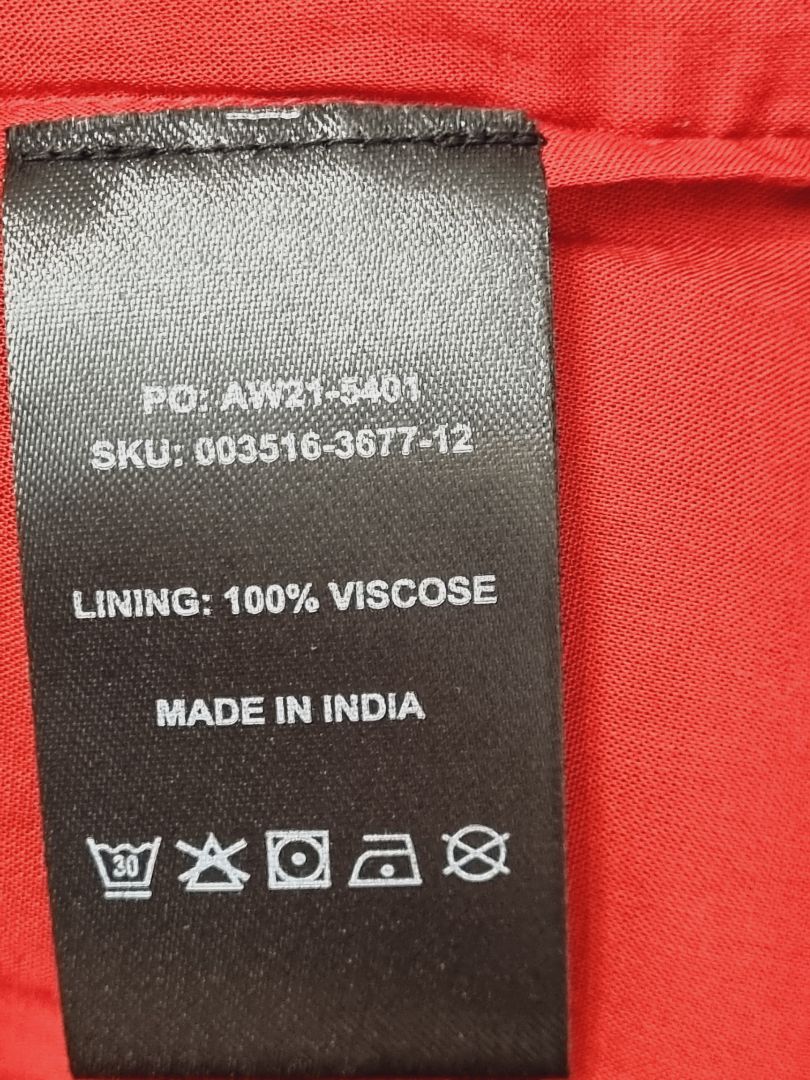 PO: AW21-5401
SKU: 003516-3677-12
LINING: 100% VISCOSE
MADE IN INDIA
30